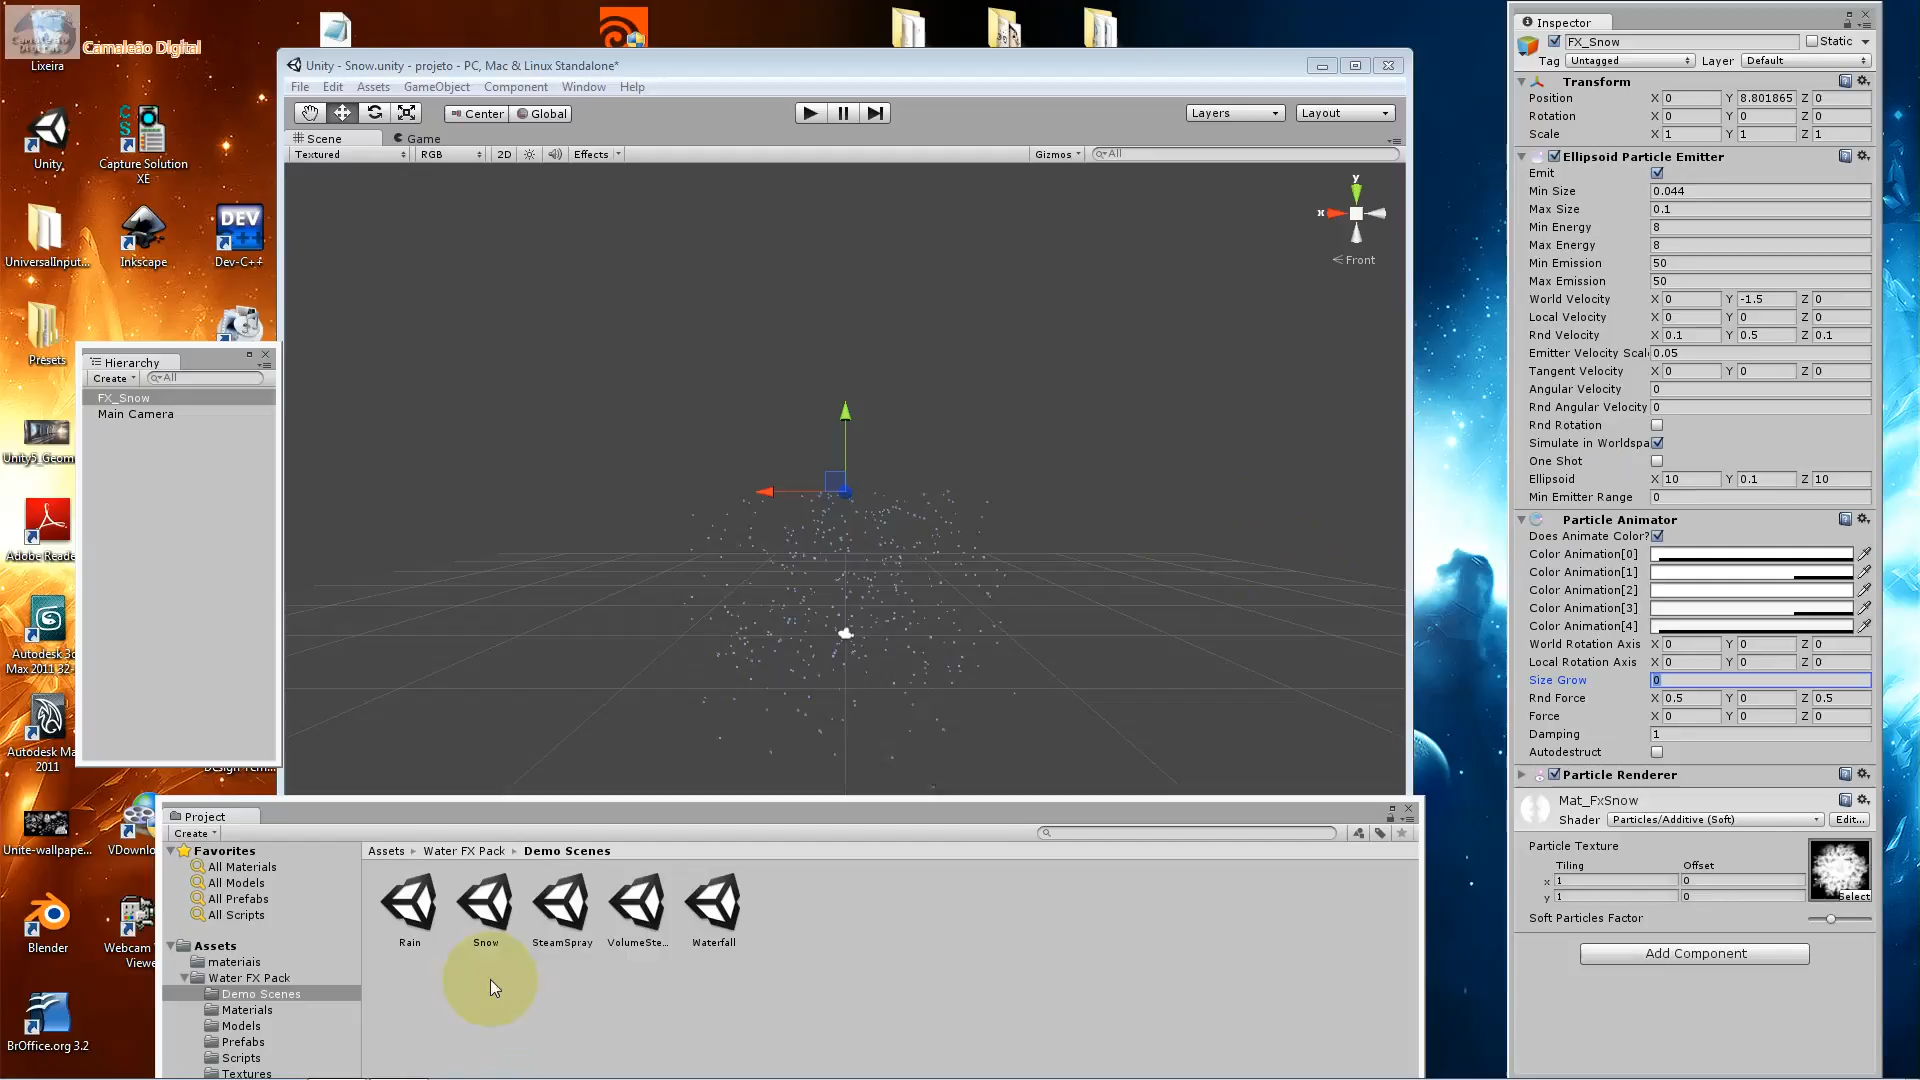 Camaleão Digital
Lixeira
Unity,
Capture Solution
XE
UniversalInput...
Inkscape
DEV
Dev-C++
Presets
Adobe Reade
Autodesk 3c
Max 2011 32-
Autodesk Ma
2011
Unite-wallpape...
VDownlo
Blender
Webcam
Viewe
BrOffice.org 3.2
Unity - Snow.unity - projeto - PC, Mac & Linux Standalone*
File Edit Assets GameObject Component Window Help
Center Global
Layers Layout
Scene Game
Textured RGB 2D Effects Gizmos All
y
x
Front
Hierarchy
Create All
FX_Snow
Main Camera
Project
Create
Favorites
All Materials
All Models
All Prefabs
All Scripts
Assets
materiais
Water FX Pack
Demo Scenes
Materials
Models
Prefabs
Scripts
Textures
Assets Water FX Pack Demo Scenes
Rain Snow SteamSpray VolumeSte... Waterfall
Inspector
FX_Snow Static
Tag Untagged Layer Default
Transform
Position X 0 Y 8.801865 Z 0
Rotation X 0 Y 0 Z 0
Scale X 1 Y 1 Z 1
Ellipsoid Particle Emitter
Emit
Min Size 0.044
Max Size 0.1
Min Energy 8
Max Energy 8
Min Emission 50
Max Emission 50
World Velocity X 0 Y -1.5 Z 0
Local Velocity X 0 Y 0 Z 0
Rnd Velocity X 0.1 Y 0.5 Z 0.1
Emitter Velocity Scal 0.05
Tangent Velocity X 0 Y 0 Z 0
Angular Velocity 0
Rnd Angular Velocity 0
Rnd Rotation
Simulate in Worldspa
One Shot
Ellipsoid X 10 Y 0.1 Z 10
Min Emitter Range 0
Particle Animator
Does Animate Color?
Color Animation[0]
Color Animation[1]
Color Animation[2]
Color Animation[3]
Color Animation[4]
World Rotation Axis X 0 Y 0 Z 0
Local Rotation Axis X 0 Y 0 Z 0
Size Grow 0
Rnd Force X 0.5 Y 0 Z 0.5
Force X 0 Y 0 Z 0
Damping 1
Autodestruct
Particle Renderer
Mat_FxSnow
Shader Particles/Additive (Soft) Edit...
Particle Texture
Tiling Offset
x 1 0
y 1 0
Select
Soft Particles Factor
Add Component